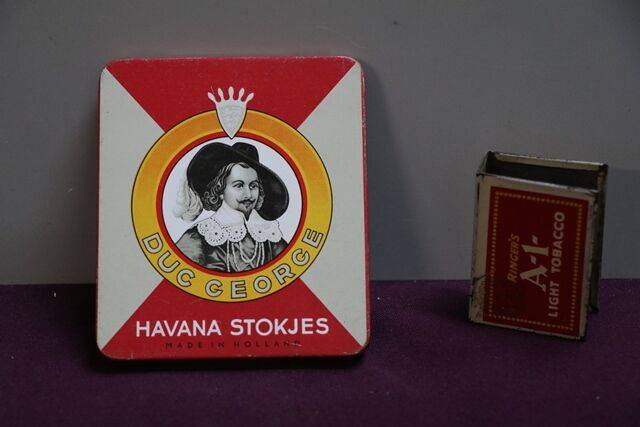 DUC GEORGE
HAVANA STOKJES
MADE IN HOLLAND
RINGER'S
A·1·
LIGHT TOBACCO